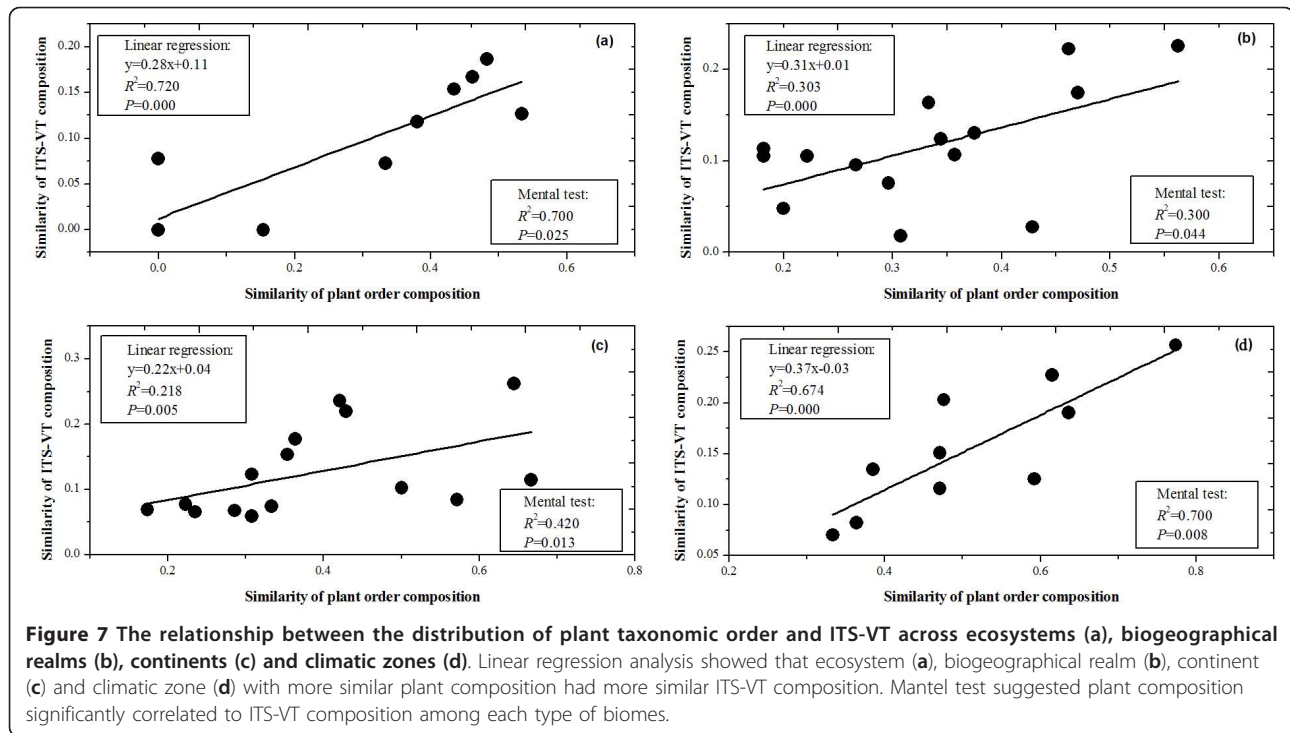 (a)
Linear regression:
y=0.28x+0.11
R²=0.720
P=0.000
Mental test:
R²=0.700
P=0.025
0.20
0.15
0.10
0.05
0.00
0.0 0.2 0.4 0.6
Similarity of ITS-VT composition
Similarity of plant order composition
(b)
Linear regression:
y=0.31x+0.01
R²=0.303
P=0.000
Mental test:
R²=0.300
P=0.044
0.2
0.1
0.0
0.2 0.3 0.4 0.5 0.6
Similarity of ITS-VT composition
Similarity of plant order composition
(c)
Linear regression:
y=0.22x+0.04
R²=0.218
P=0.005
Mental test:
R²=0.420
P=0.013
0.3
0.2
0.1
0.0
0.2 0.4 0.6 0.8
Similarity of ITS-VT composition
Similarity of plant order composition
(d)
Linear regression:
y=0.37x-0.03
R²=0.674
P=0.000
Mental test:
R²=0.700
P=0.008
0.25
0.20
0.15
0.10
0.05
0.2 0.4 0.6 0.8
Similarity of ITS-VT composition
Similarity of plant order composition
Figure 7 The relationship between the distribution of plant taxonomic order and ITS-VT across ecosystems (a), biogeographical
realms (b), continents (c) and climatic zones (d). Linear regression analysis showed that ecosystem (a), biogeographical realm (b), continent
(c) and climatic zone (d) with more similar plant composition had more similar ITS-VT composition. Mantel test suggested plant composition
significantly correlated to ITS-VT composition among each type of biomes.